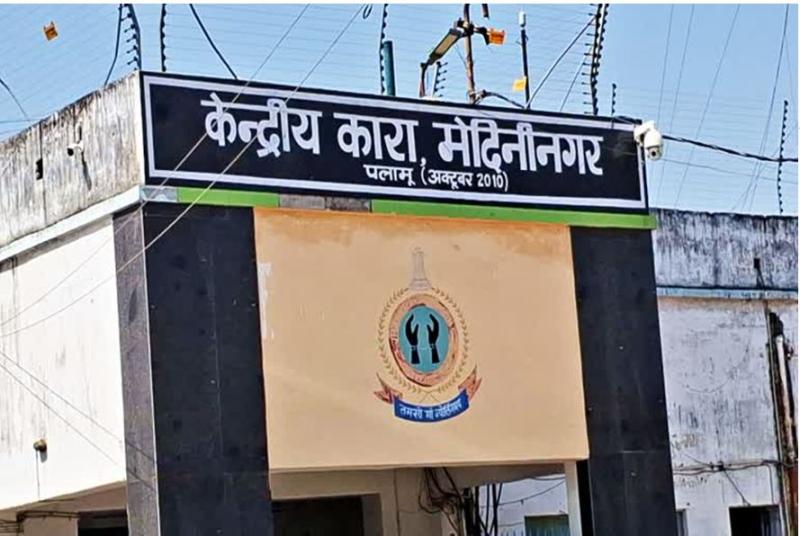 केन्द्रीय कारा, मेदिनीनगर
पलामू (अक्टूबर 2010)
तमसो मा ज्योतिर्गमय